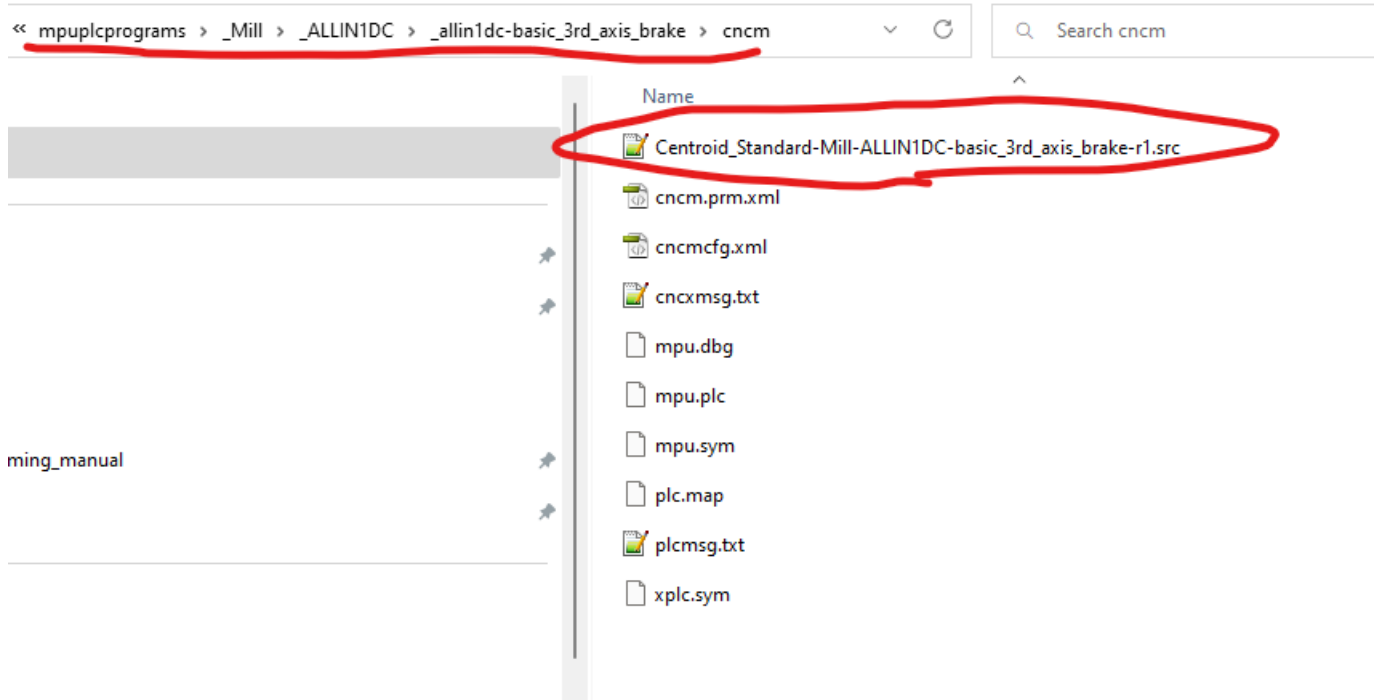 « mpuplcprograms > _Mill > _ALLIN1DC > _allin1dc-basic_3rd_axis_brake > cncm
Search cncm
Name
Centroid_Standard-Mill-ALLIN1DC-basic_3rd_axis_brake-r1.src
cncm.prm.xml
cncmcfg.xml
cncxmsg.txt
mpu.dbg
mpu.plc
mpu.sym
ming_manual
plc.map
plcmsg.txt
xplc.sym